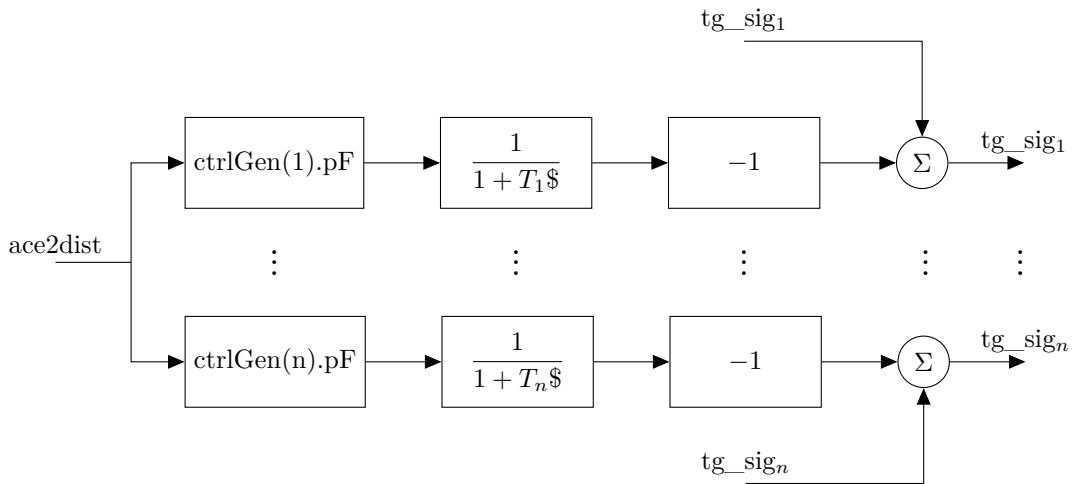 tg_sig₁
ctrlGen(1).pF
1
1 + T₁$
−1
Σ
tg_sig₁
ace2dist
ctrlGen(n).pF
1
1 + Tₙ$
−1
Σ
tg_sigₙ
tg_sigₙ